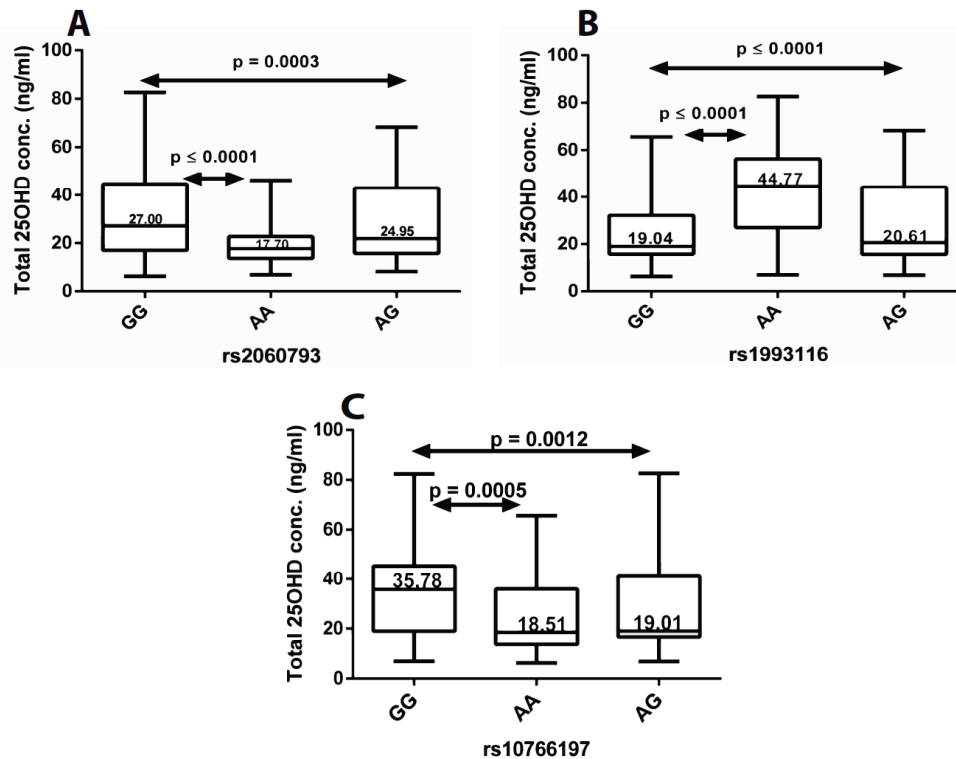 A
Total 25OHD conc. (ng/ml)
100
80
60
40
20
0
p = 0.0003
p ≤ 0.0001
27.00
17.70
24.95
GG
AA
AG
rs2060793
B
Total 25OHD conc. (ng/ml)
100
80
60
40
20
0
p ≤ 0.0001
p ≤ 0.0001
19.04
44.77
20.61
GG
AA
AG
rs1993116
C
Total 25OHD conc. (ng/ml)
100
80
60
40
20
0
p = 0.0012
p = 0.0005
35.78
18.51
19.01
GG
AA
AG
rs10766197